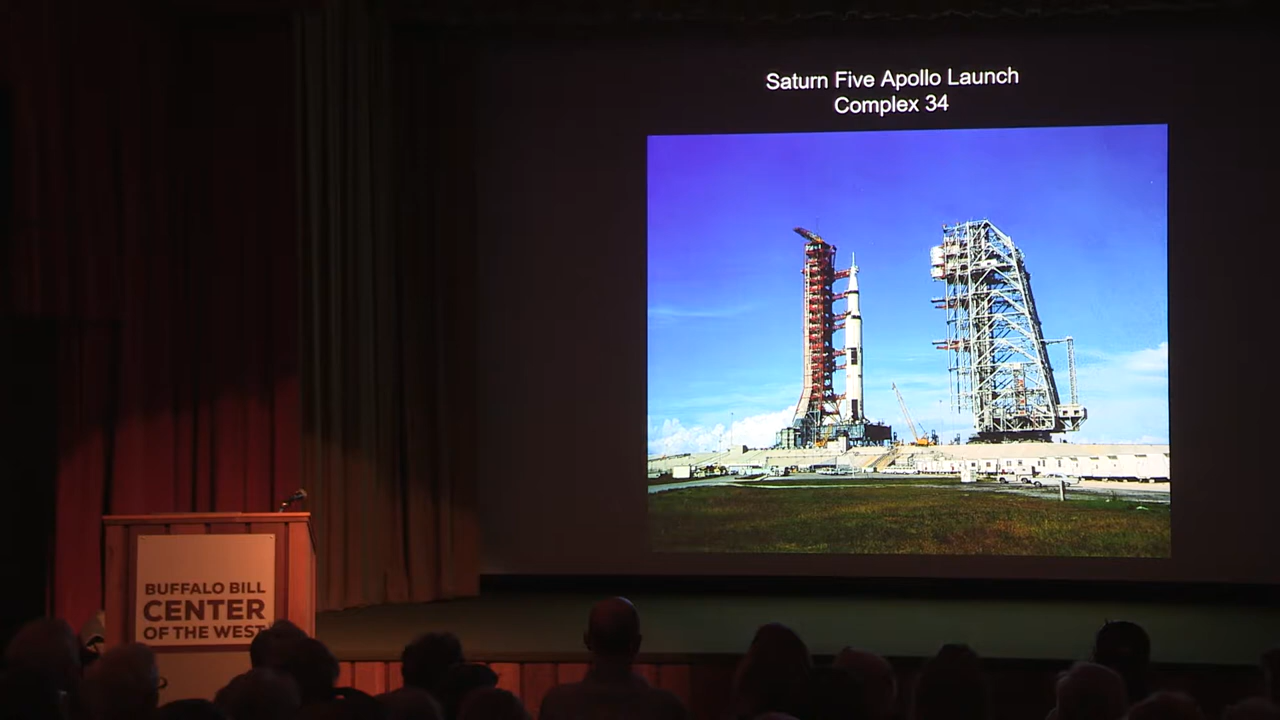 Saturn Five Apollo Launch
Complex 34
BUFFALO BILL
CENTER
OF THE WEST